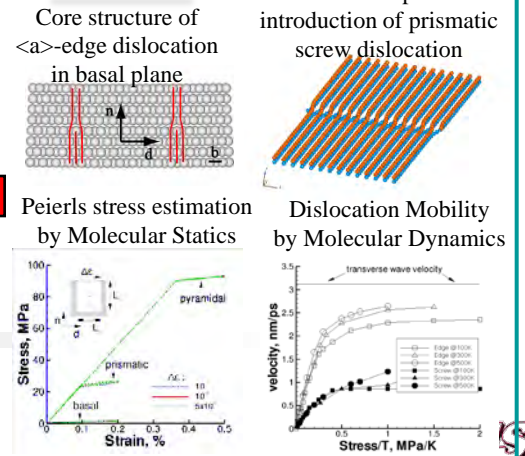 Core structure of
<a>-edge dislocation
in basal plane
introduction of prismatic
screw dislocation
n
d
b
Peierls stress estimation
by Molecular Statics
Dislocation Mobility
by Molecular Dynamics
100
80
60
40
20
0
Stress, MPa
Δε
L
L
n
d
pyramidal
prismatic
basal
Δε :
0
0.1
0.2
0.3
0.4
0.5
Strain, %
3.5
3
2.5
2
1.5
1
0.5
velocity, nm/ps
transverse wave velocity
Edge @100K
Edge @300K
Edge @500K
Screw @100K
Screw @300K
Screw @500K
0.5
1
1.5
2
Stress/T, MPa/K